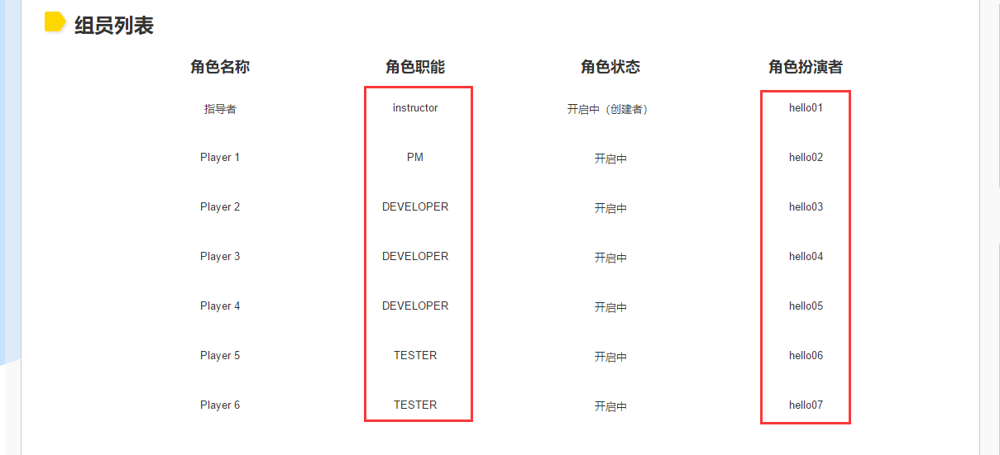 组员列表
角色名称 角色职能 角色状态 角色扮演者
指导者 instructor 开启中（创建者） hello01
Player 1 PM 开启中 hello02
Player 2 DEVELOPER 开启中 hello03
Player 3 DEVELOPER 开启中 hello04
Player 4 DEVELOPER 开启中 hello05
Player 5 TESTER 开启中 hello06
Player 6 TESTER 开启中 hello07